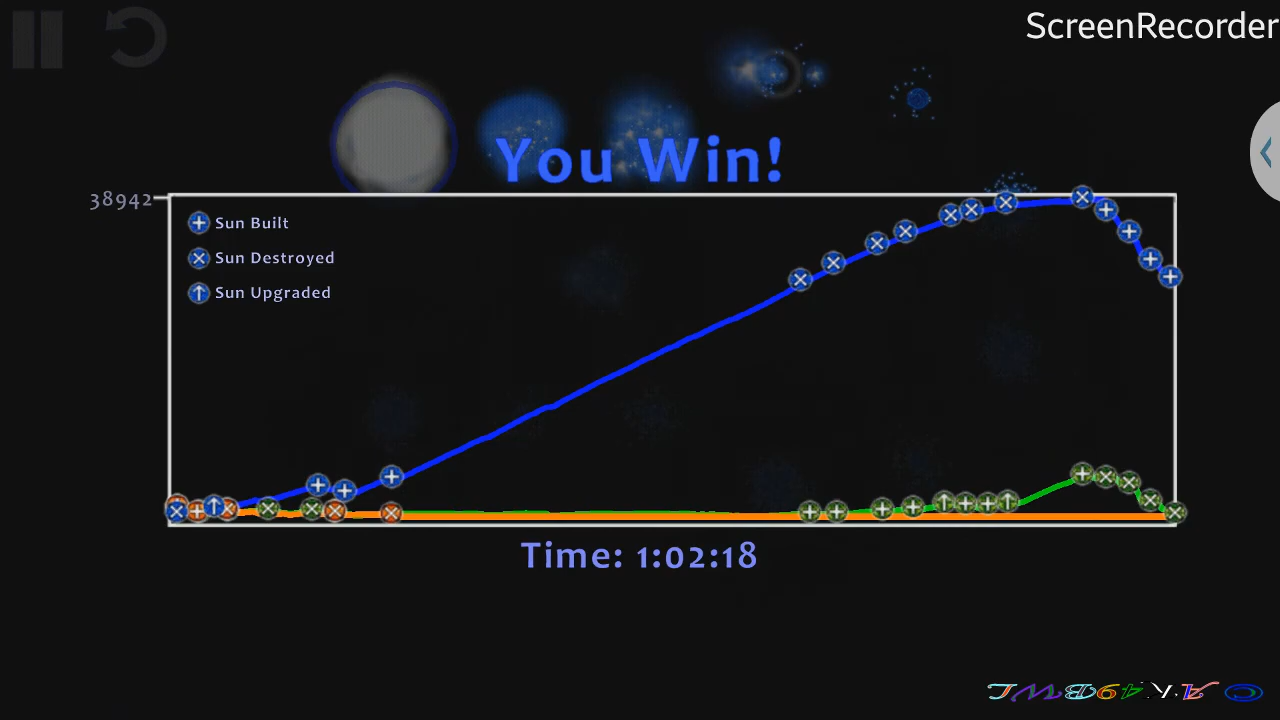 ScreenRecorder
You Win!
38942
Sun Built
Sun Destroyed
Sun Upgraded
Time: 1:02:18